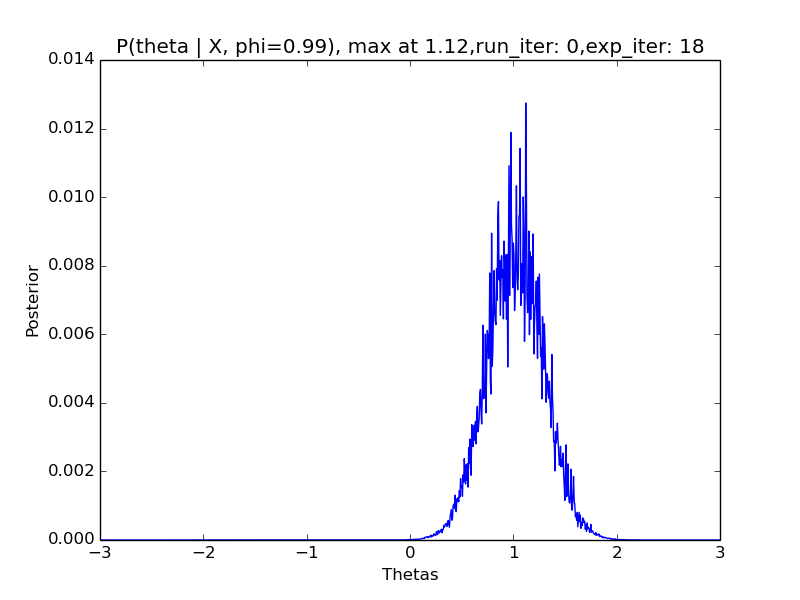 P(theta | X, phi=0.99), max at 1.12,run_iter: 0,exp_iter: 18
0.014
0.012
0.010
0.008
0.006
0.004
0.002
0.000
Posterior
−3 −2 −1 0 1 2 3
Thetas